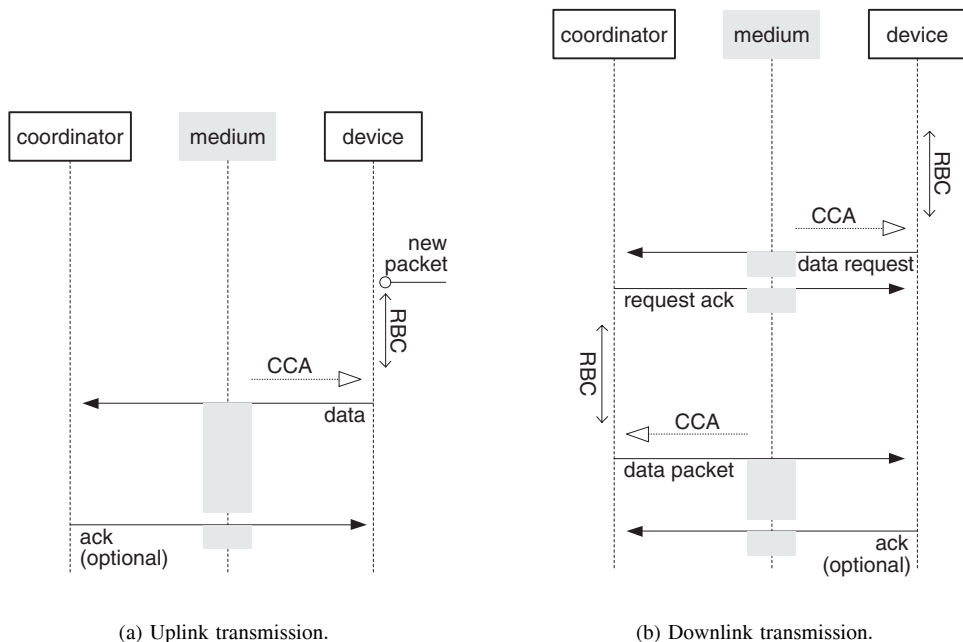 coordinator
medium
device
new
packet
RBC
CCA
data
ack
(optional)
(a) Uplink transmission.
coordinator
medium
device
RBC
CCA
data request
request ack
RBC
CCA
data packet
ack
(optional)
(b) Downlink transmission.